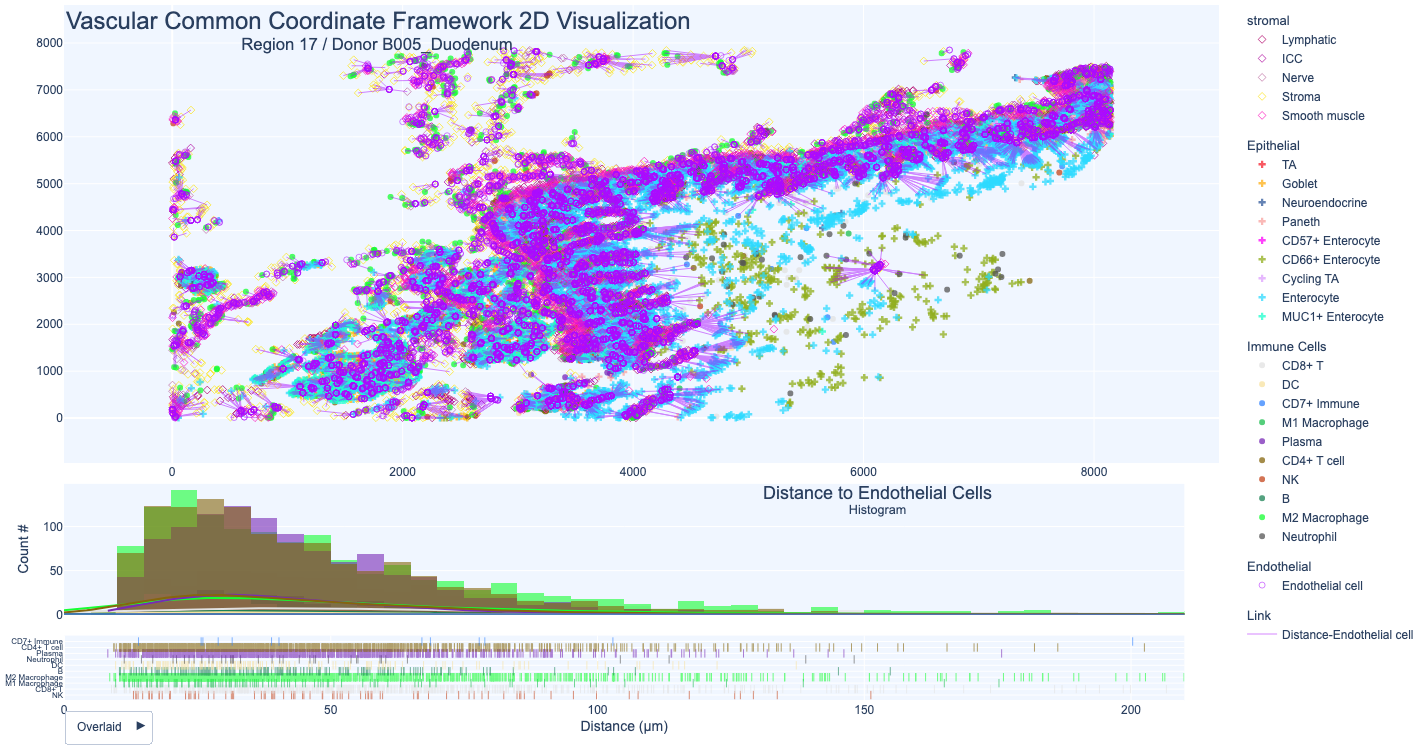 Vascular Common Coordinate Framework 2D Visualization
Region 17 / Donor B005_Duodenum
8000
7000
6000
5000
4000
3000
2000
1000
0
0 2000 4000 6000 8000
stromal
Lymphatic
ICC
Nerve
Stroma
Smooth muscle
Epithelial
TA
Goblet
Neuroendocrine
Paneth
CD57+ Enterocyte
CD66+ Enterocyte
Cycling TA
Enterocyte
MUC1+ Enterocyte
Immune Cells
CD8+ T
DC
CD7+ Immune
M1 Macrophage
Plasma
CD4+ T cell
NK
B
M2 Macrophage
Neutrophil
Endothelial
Endothelial cell
Link
Distance-Endothelial cell
Distance to Endothelial Cells
Histogram
Count #
100
50
0
CD7+ Immune
CD4+ T cell
Plasma
Neutrophil
DC
B
M2 Macrophage
M1 Macrophage
CD8+ T
NK
0 50 100 150 200
Distance (μm)
Overlaid ▶